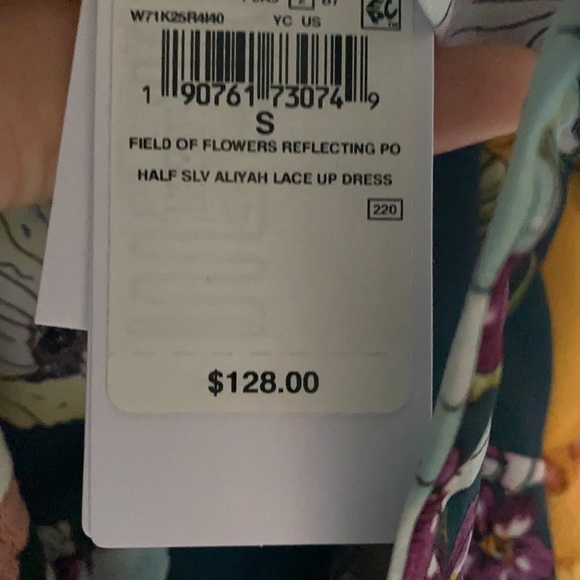 W71K25R4I40 YC US
1 90761 73074 9
S
FIELD OF FLOWERS REFLECTING PO
HALF SLV ALIYAH LACE UP DRESS
220
$128.00